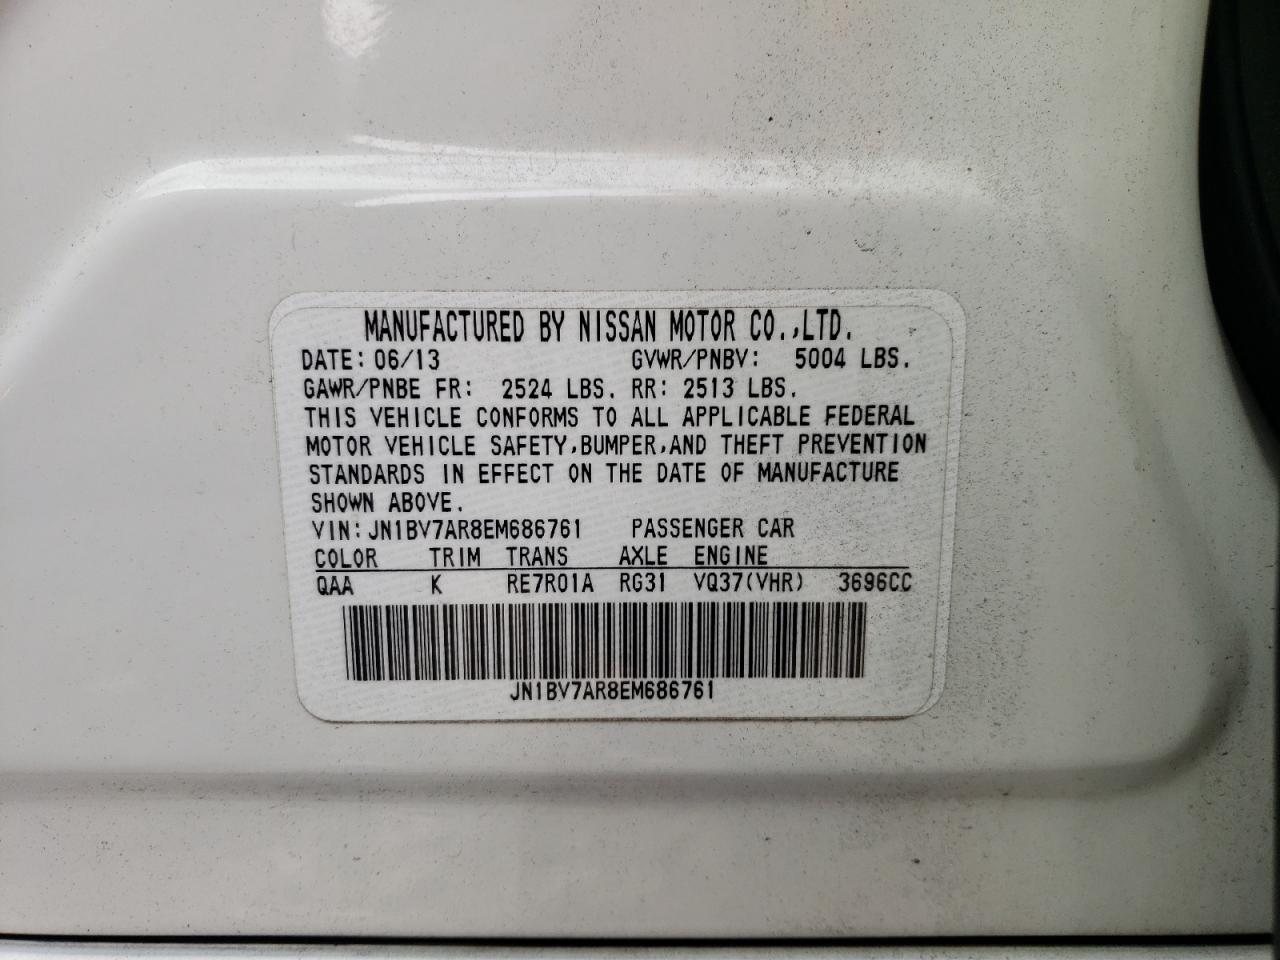 MANUFACTURED BY NISSAN MOTOR CO.,LTD.
DATE: 06/13 GVWR/PNBV: 5004 LBS.
GAWR/PNBE FR: 2524 LBS. RR: 2513 LBS.
THIS VEHICLE CONFORMS TO ALL APPLICABLE FEDERAL
MOTOR VEHICLE SAFETY,BUMPER,AND THEFT PREVENTION
STANDARDS IN EFFECT ON THE DATE OF MANUFACTURE
SHOWN ABOVE.
VIN: JN1BV7AR8EM686761 PASSENGER CAR
COLOR TRIM TRANS AXLE ENGINE
QAA K RE7R01A RG31 VQ37(VHR) 3696CC
JN1BV7AR8EM686761